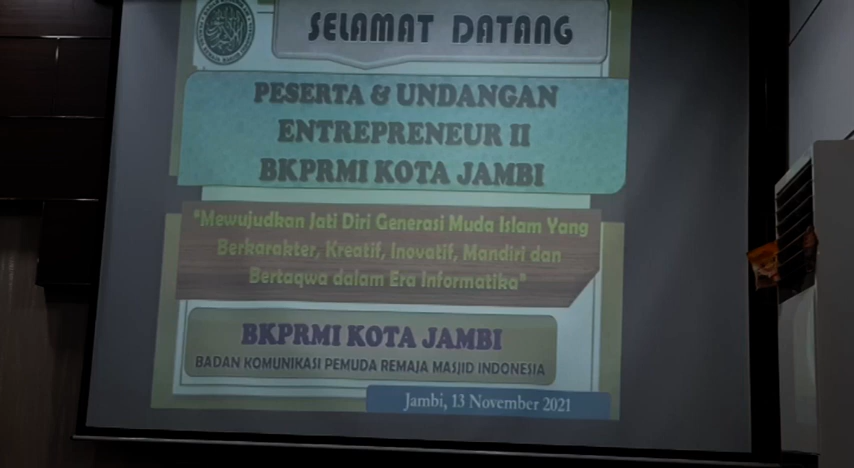 SELAMAT DATANG
PESERTA & UNDANGAN
ENTREPRENEUR II
BKPRMI KOTA JAMBI
"Mewujudkan Jati Diri Generasi Muda Islam Yang
Berkarakter, Kreatif, Inovatif, Mandiri dan
Bertaqwa dalam Era Informatika"
BKPRMI KOTA JAMBI
BADAN KOMUNIKASI PEMUDA REMAJA MASJID INDONESIA
Jambi, 13 November 2021